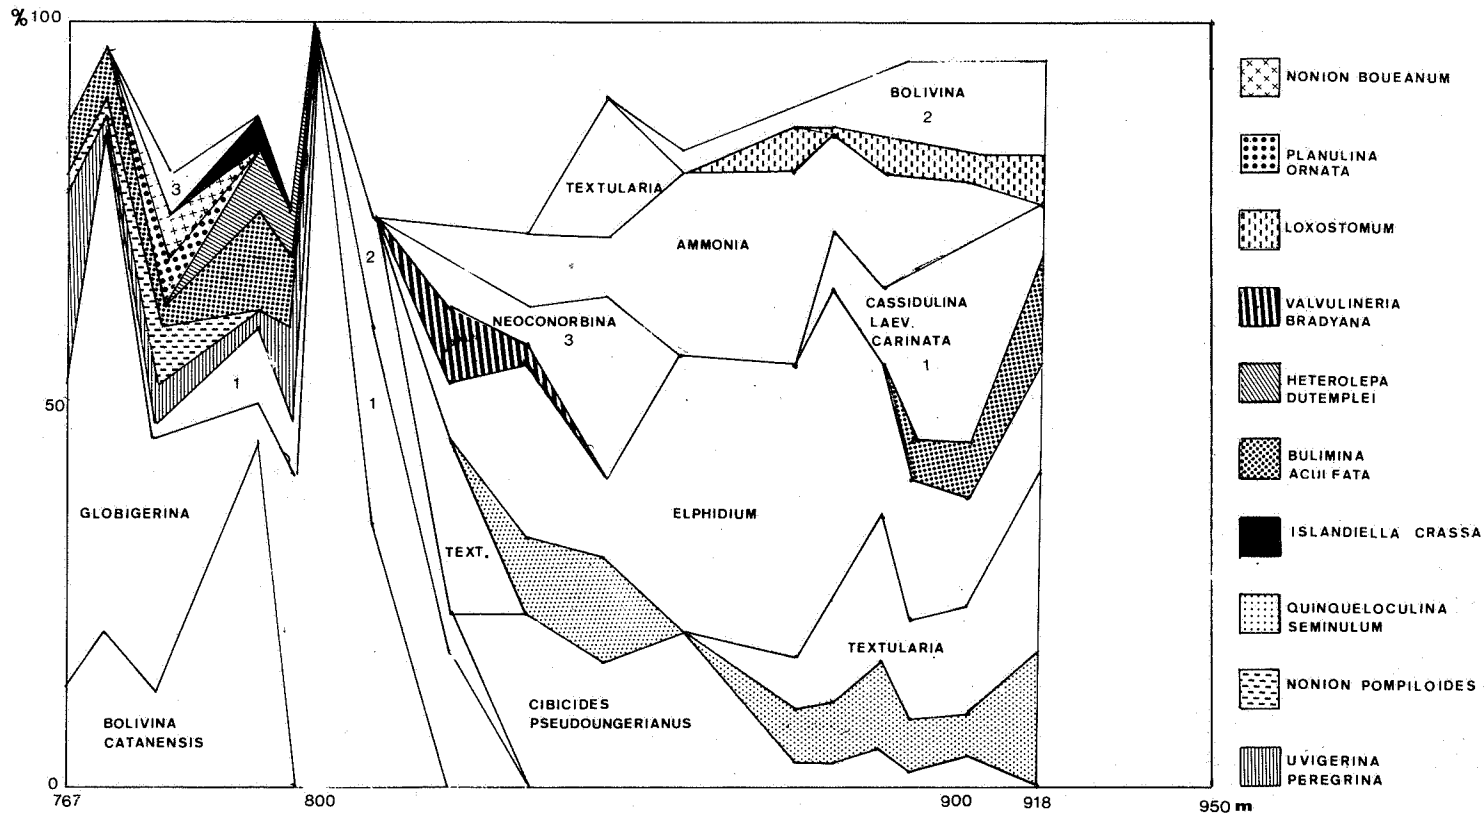 %100
50
0
767
800
900
918
950 m
3
1
GLOBIGERINA
BOLIVINA
CATANENSIS
2
1
TEXT.
NEOCONORBINA
3
TEXTULARIA
AMMONIA
BOLIVINA
2
CASSIDULINA
LAEV.
CARINATA
1
ELPHIDIUM
TEXTULARIA
CIBICIDES
PSEUDOUNGERIANUS
NONION BOUEANUM
PLANULINA
ORNATA
LOXOSTOMUM
VALVULINERIA
BRADYANA
HETEROLEPA
DUTEMPLEI
BULIMINA
ACULEATA
ISLANDIELLA CRASSA
QUINQUELOCULINA
SEMINULUM
NONION POMPILOIDES
UVIGERINA
PEREGRINA